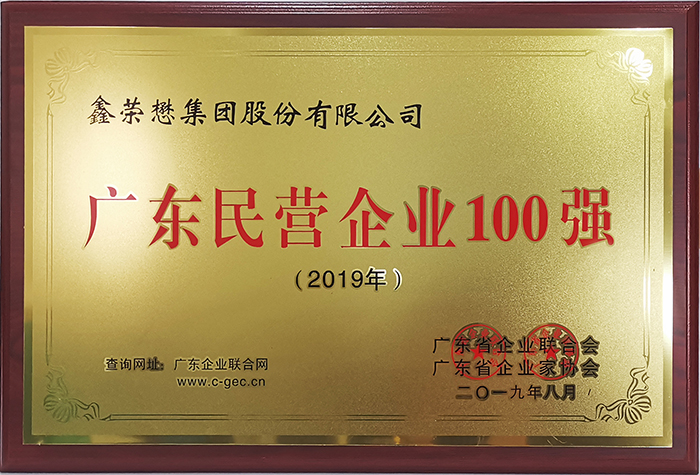 鑫荣懋集团股份有限公司
广东民营企业100强
（2019年）
查询网址：广东企业联合网
www.c-gec.cn
广东省企业联合会
广东省企业家协会
二〇一九年八月